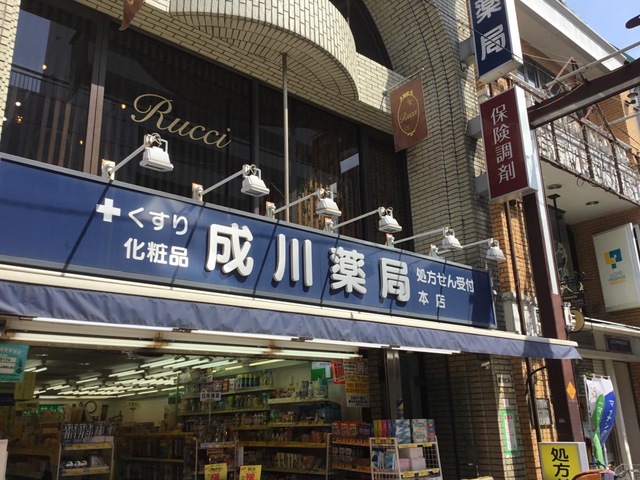 薬局
保険調剤
Rucci
Rucci
くすり
化粧品
成川薬局
処方せん受付
本店
処方